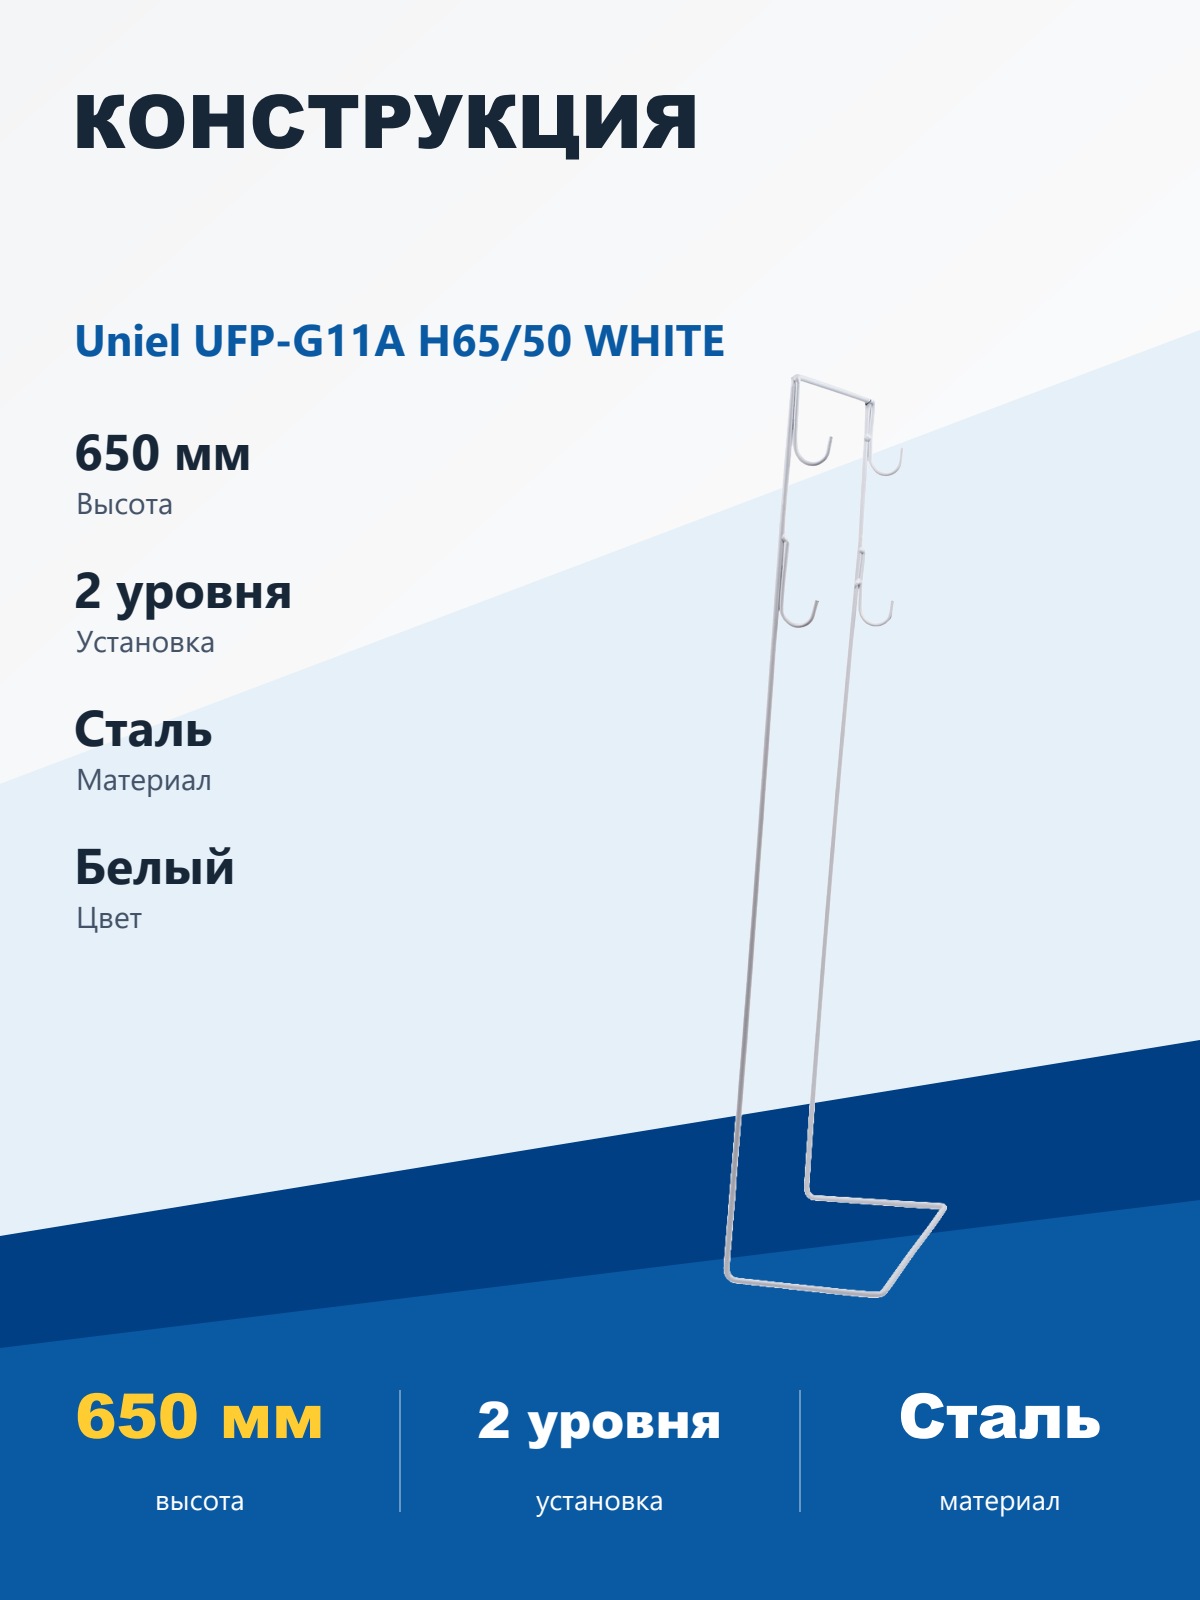 КОНСТРУКЦИЯ
Uniel UFP-G11A H65/50 WHITE
650 мм
Высота
2 уровня
Установка
Сталь
Материал
Белый
Цвет
650 мм
высота
2 уровня
установка
Сталь
материал